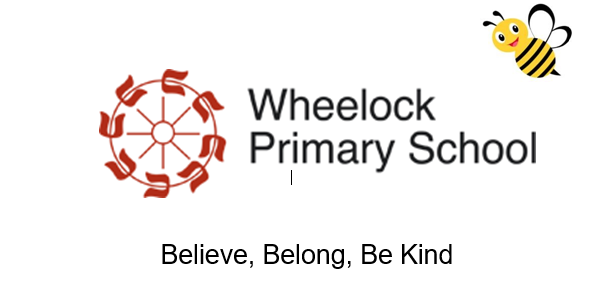 Wheelock
Primary School
Believe, Belong, Be Kind